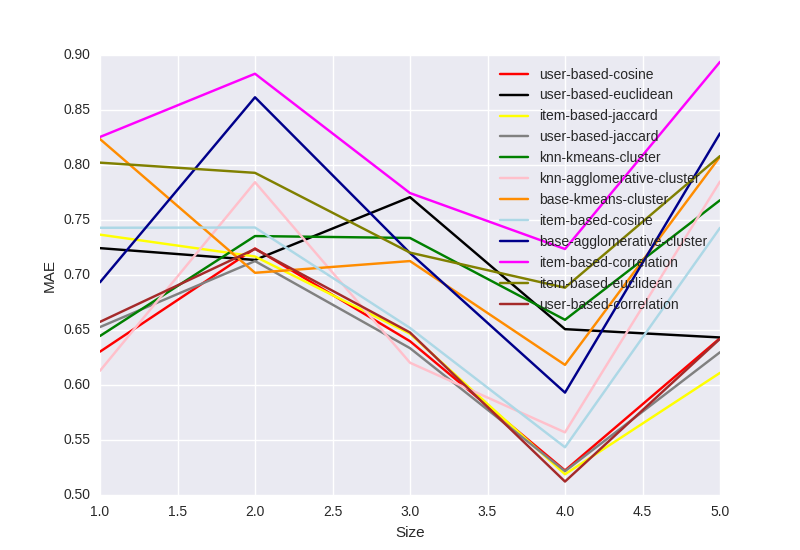 0.90
0.85
0.80
0.75
0.70
0.65
0.60
0.55
0.50
MAE
1.0 1.5 2.0 2.5 3.0 3.5 4.0 4.5 5.0
Size
user-based-cosine
user-based-euclidean
item-based-jaccard
user-based-jaccard
knn-kmeans-cluster
knn-agglomerative-cluster
base-kmeans-cluster
item-based-cosine
base-agglomerative-cluster
item-based-correlation
item-based-euclidean
user-based-correlation